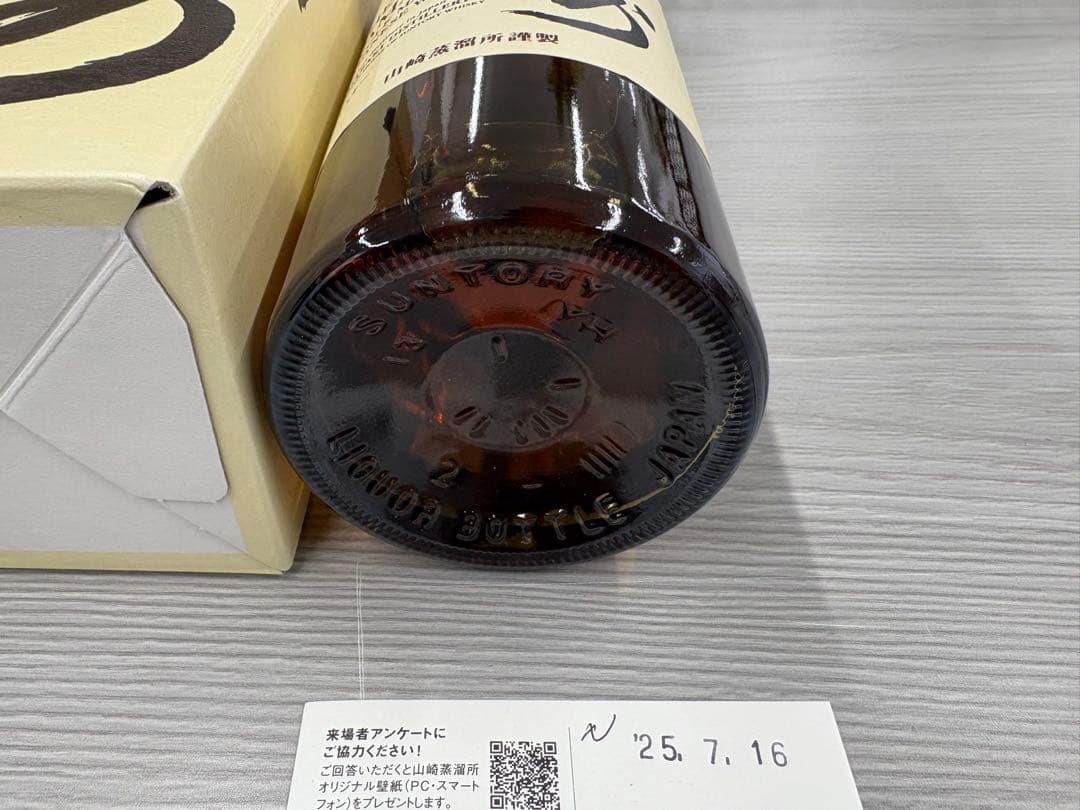 山崎蒸溜所謹製
SUNTORY
YH
13
2 -
LIQUOR BOTTLE JAPAN
来場者アンケートに
ご協力ください!
ご回答いただくと山崎蒸溜所
オリジナル壁紙(PC・スマート
フォン)をプレゼントします。
'25. 7. 16